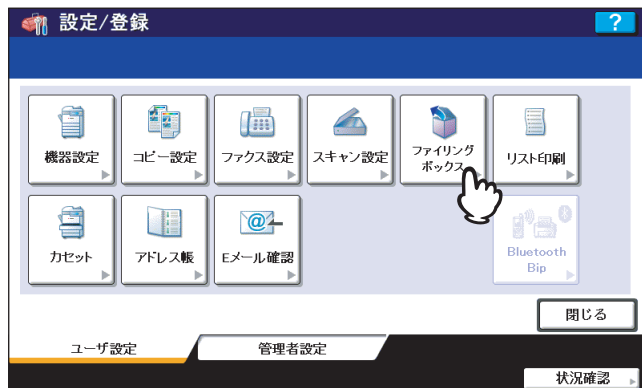 設定/登録
?
機器設定
コピー設定
ファクス設定
スキャン設定
ファイリング
ボックス
リスト印刷
カセット
アドレス帳
@
Eメール確認
Bluetooth
Bip
閉じる
ユーザ設定
管理者設定
状況確認